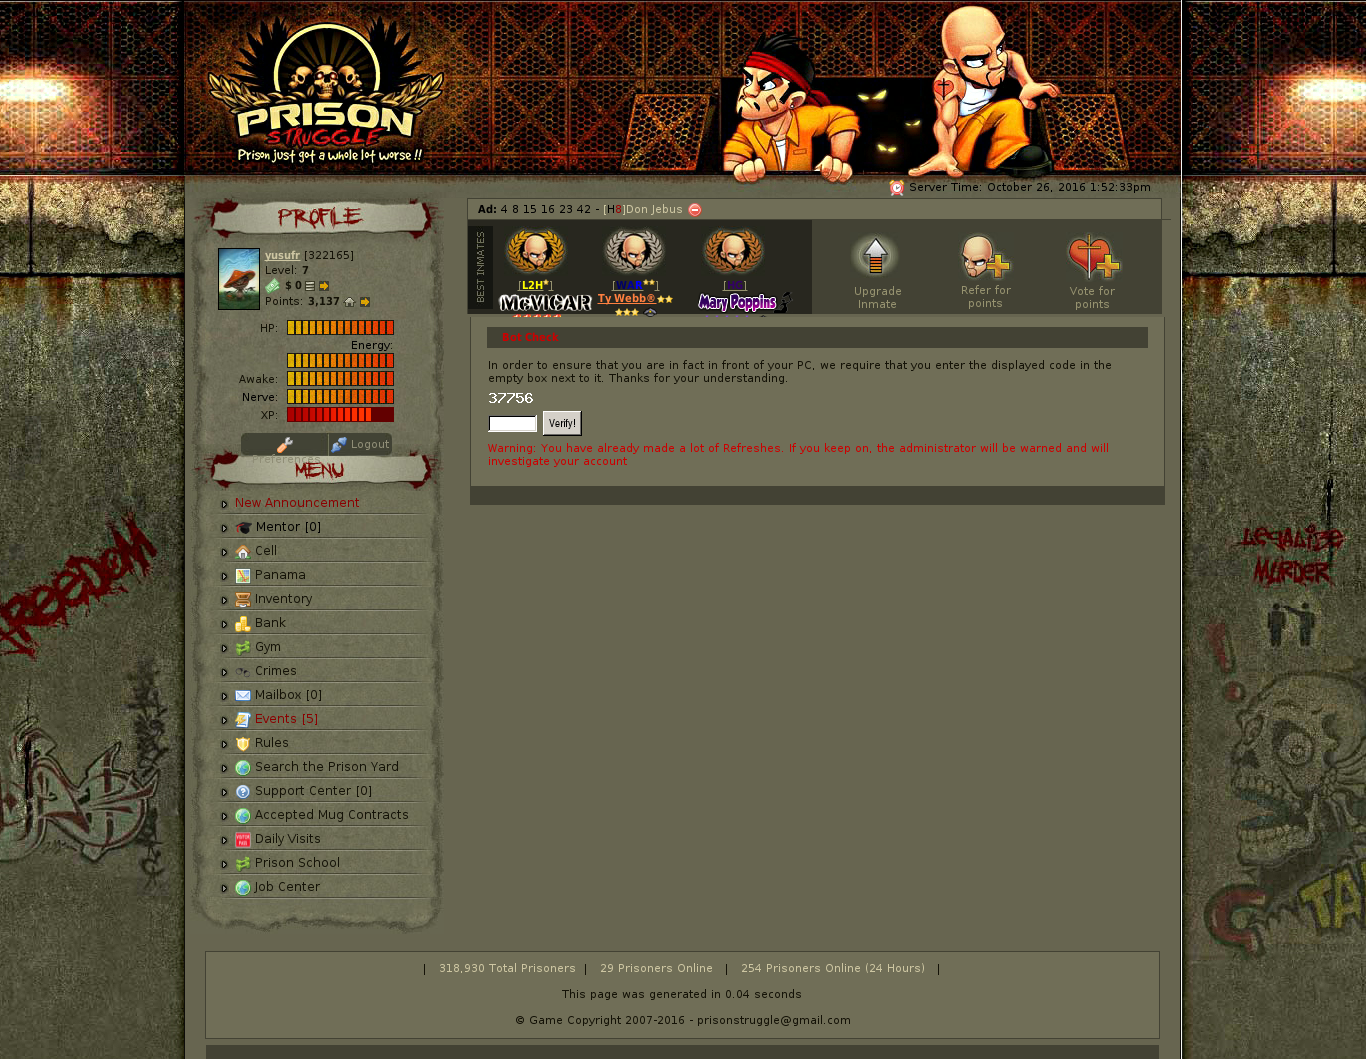 PRISON
STRUGGLE
Prison just got a whole lot worse !!
Server Time: October 26, 2016 1:52:33pm
PROFILE
yusufr [322165]
Level: 7
$ 0
Points: 3,137
HP:
Energy:
Awake:
Nerve:
XP:
Preferences
Logout
MENU
New Announcement
Mentor [0]
Cell
Panama
Inventory
Bank
Gym
Crimes
Mailbox [0]
Events [5]
Rules
Search the Prison Yard
Support Center [0]
Accepted Mug Contracts
Daily Visits
Prison School
Job Center
Ad: 4 8 15 16 23 42 - [H8]Don Jebus
BEST INMATES
[L2H*]
McVICAR
[WAR**]
Ty Webb®
[HG]
Mary Poppins
Upgrade
Inmate
Refer for
points
Vote for
points
Bot Check
In order to ensure that you are in fact in front of your PC, we require that you enter the displayed code in the
empty box next to it. Thanks for your understanding.
37756
Verify!
Warning: You have already made a lot of Refreshes. If you keep on, the administrator will be warned and will
investigate your account
FREEDOM
LEGALIZE
MURDER
| 318,930 Total Prisoners | 29 Prisoners Online | 254 Prisoners Online (24 Hours) |
This page was generated in 0.04 seconds
© Game Copyright 2007-2016 - prisonstruggle@gmail.com